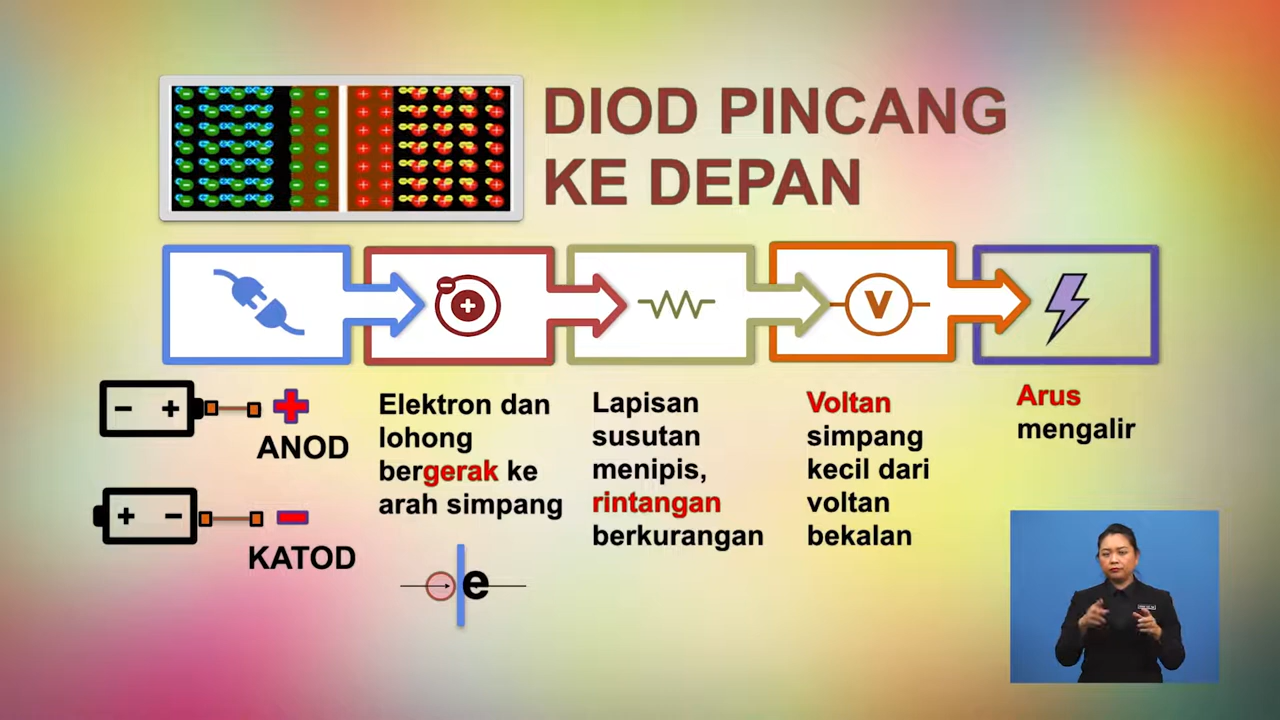 DIOD PINCANG
KE DEPAN
V
ANOD
KATOD
Elektron dan
lohong
bergerak ke
arah simpang
e
Lapisan
susutan
menipis,
rintangan
berkurangan
Voltan
simpang
kecil dari
voltan
bekalan
Arus
mengalir